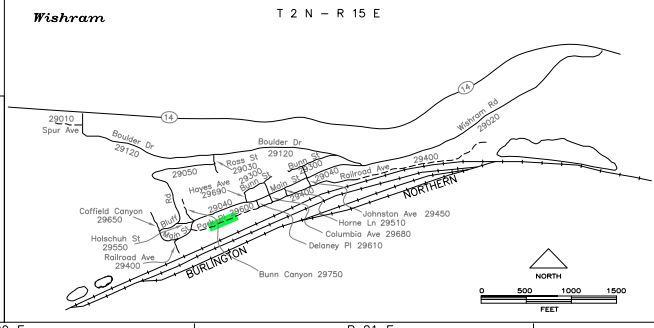 Wishram
T 2 N - R 15 E
14
14
29010
Spur Ave
Boulder Dr
29120
Boulder Dr
29120
Wishram Rd
29020
29050
Ross St
29030
Bunn St
29300
Hayes Ave
29690
29300
Bunn St
Main St
29040
Railroad Ave
29400
29400
29040
Rd
Bluff
Main St
29600
Coffield Canyon
29650
Holschuh St
29550
Railroad Ave
29400
BURLINGTON
NORTHERN
Johnston Ave 29450
Horne Ln 29510
Columbia Ave 29680
Delaney Pl 29610
Bunn Canyon 29750
NORTH
0 500 1000 1500
FEET